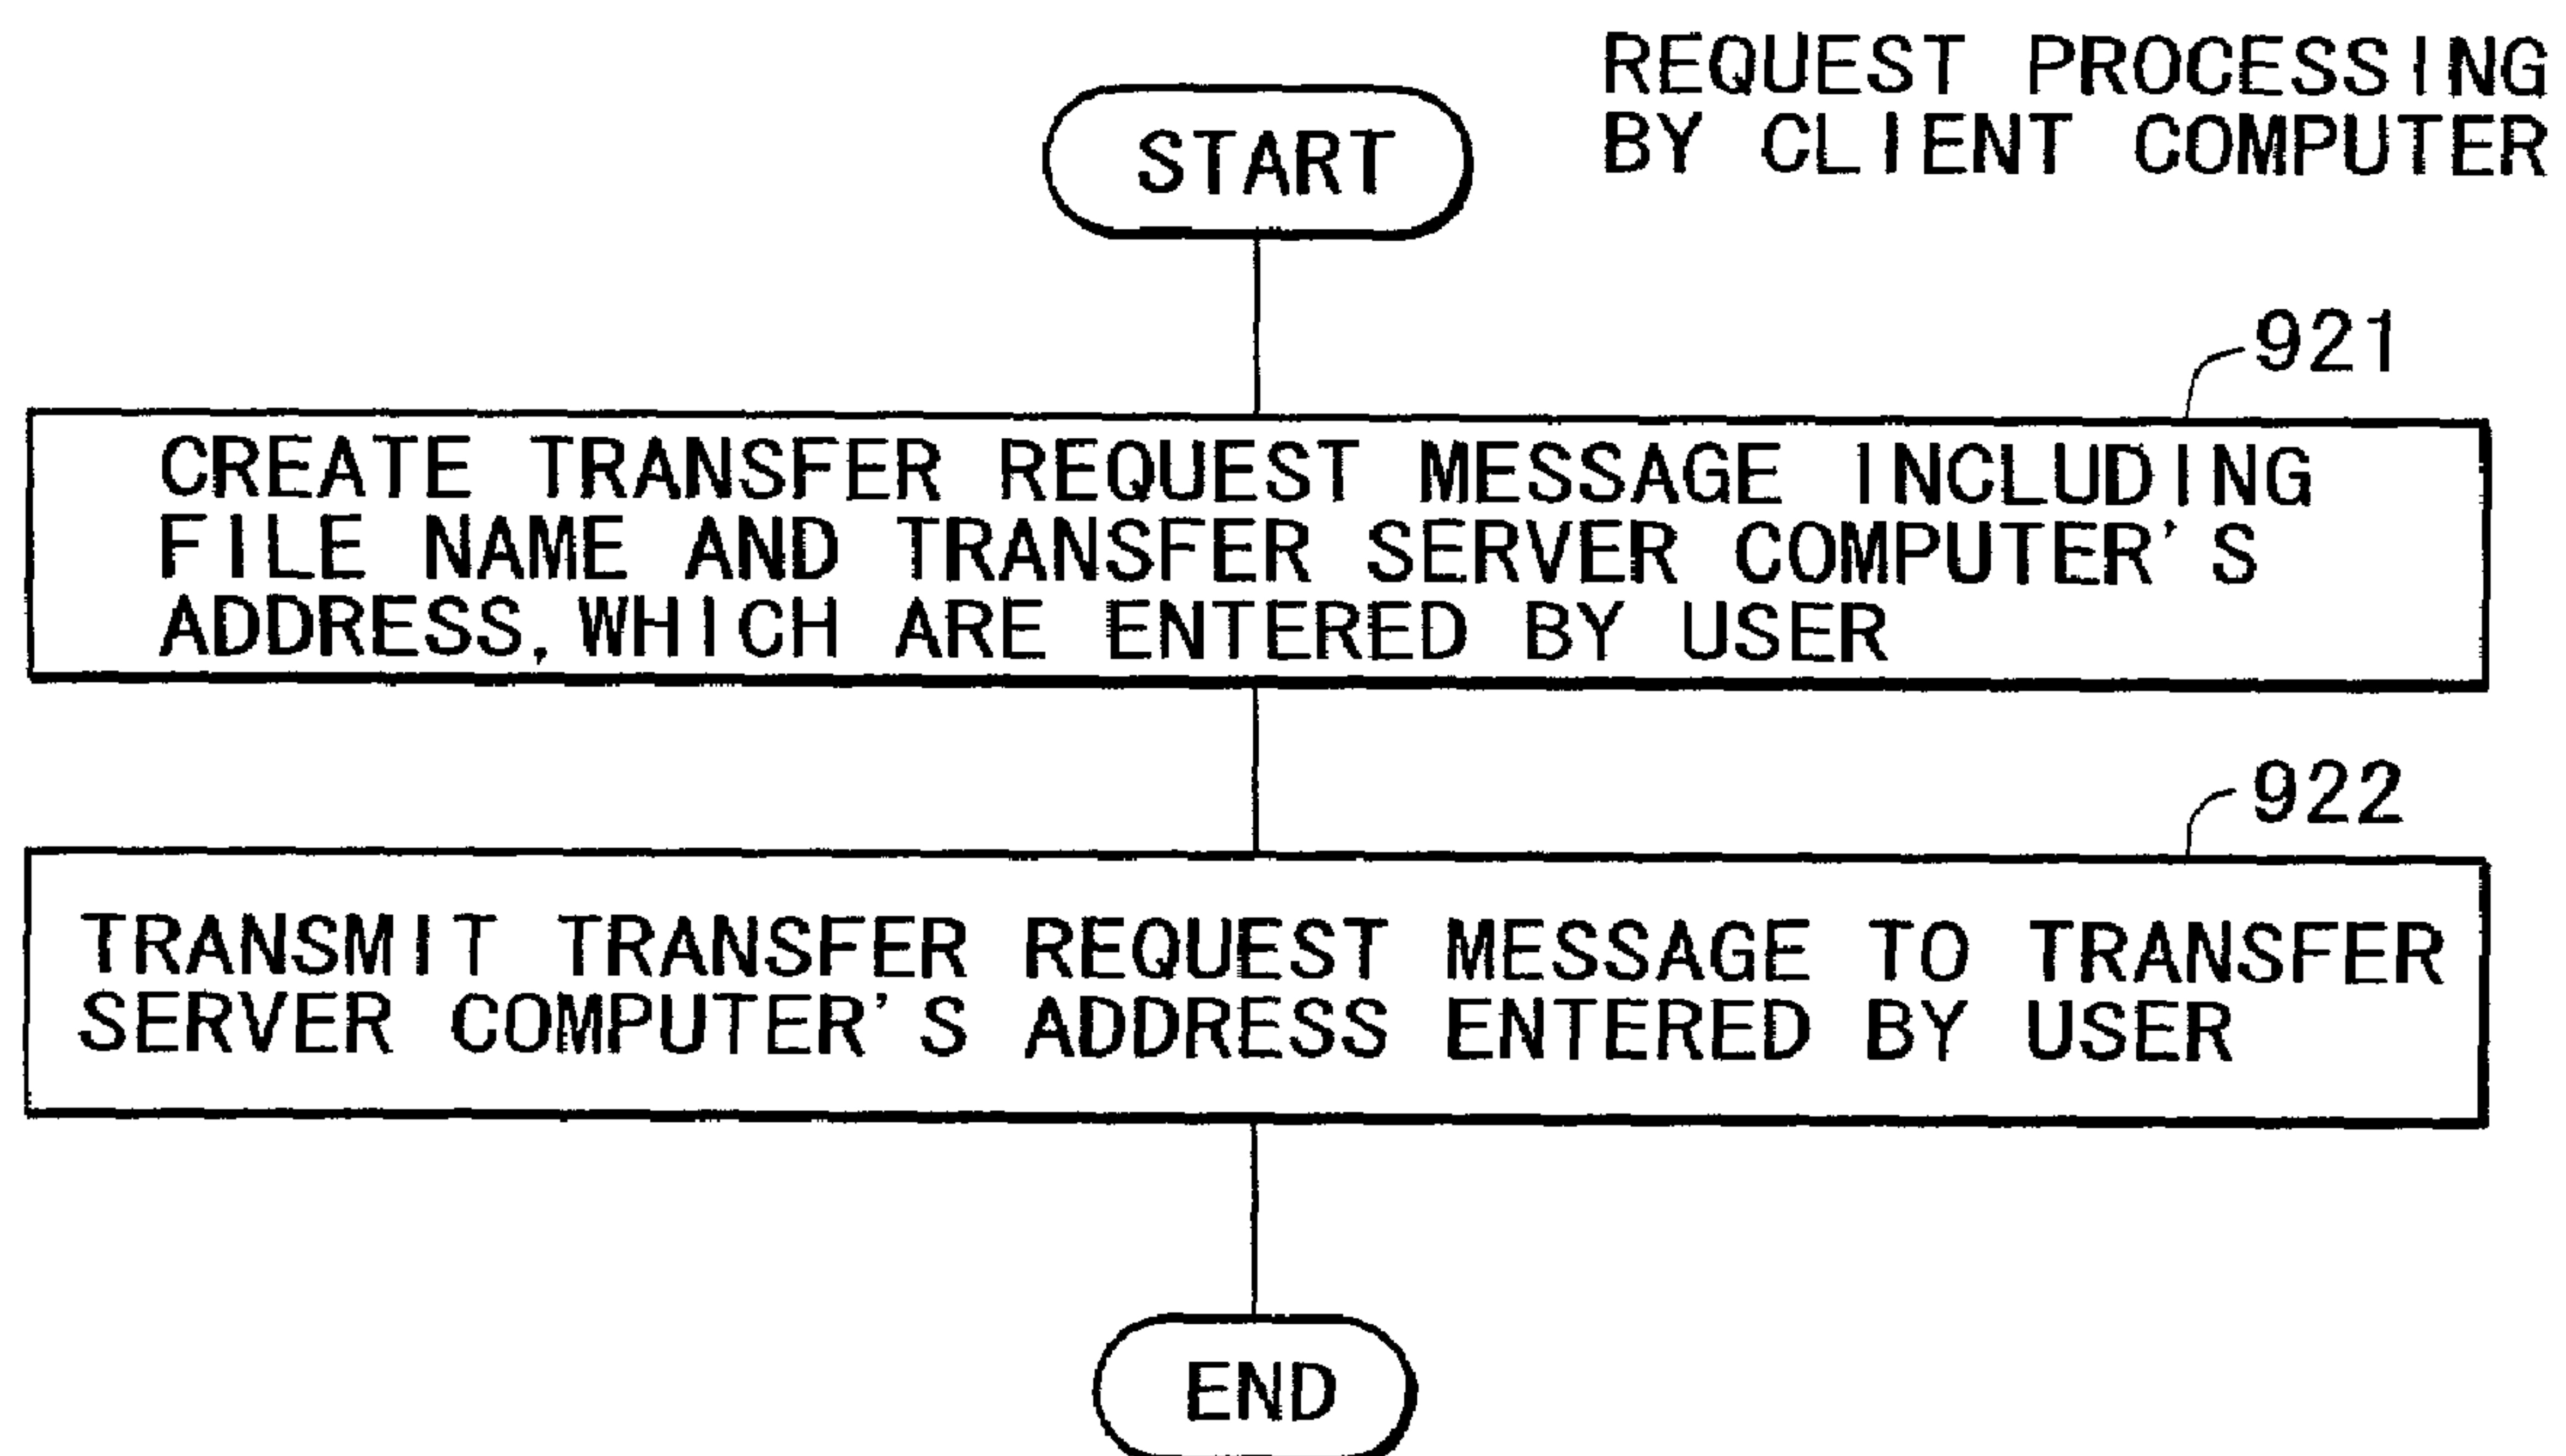 REQUEST PROCESSING
BY CLIENT COMPUTER
START
921
CREATE TRANSFER REQUEST MESSAGE INCLUDING
FILE NAME AND TRANSFER SERVER COMPUTER'S
ADDRESS, WHICH ARE ENTERED BY USER
922
TRANSMIT TRANSFER REQUEST MESSAGE TO TRANSFER
SERVER COMPUTER'S ADDRESS ENTERED BY USER
END